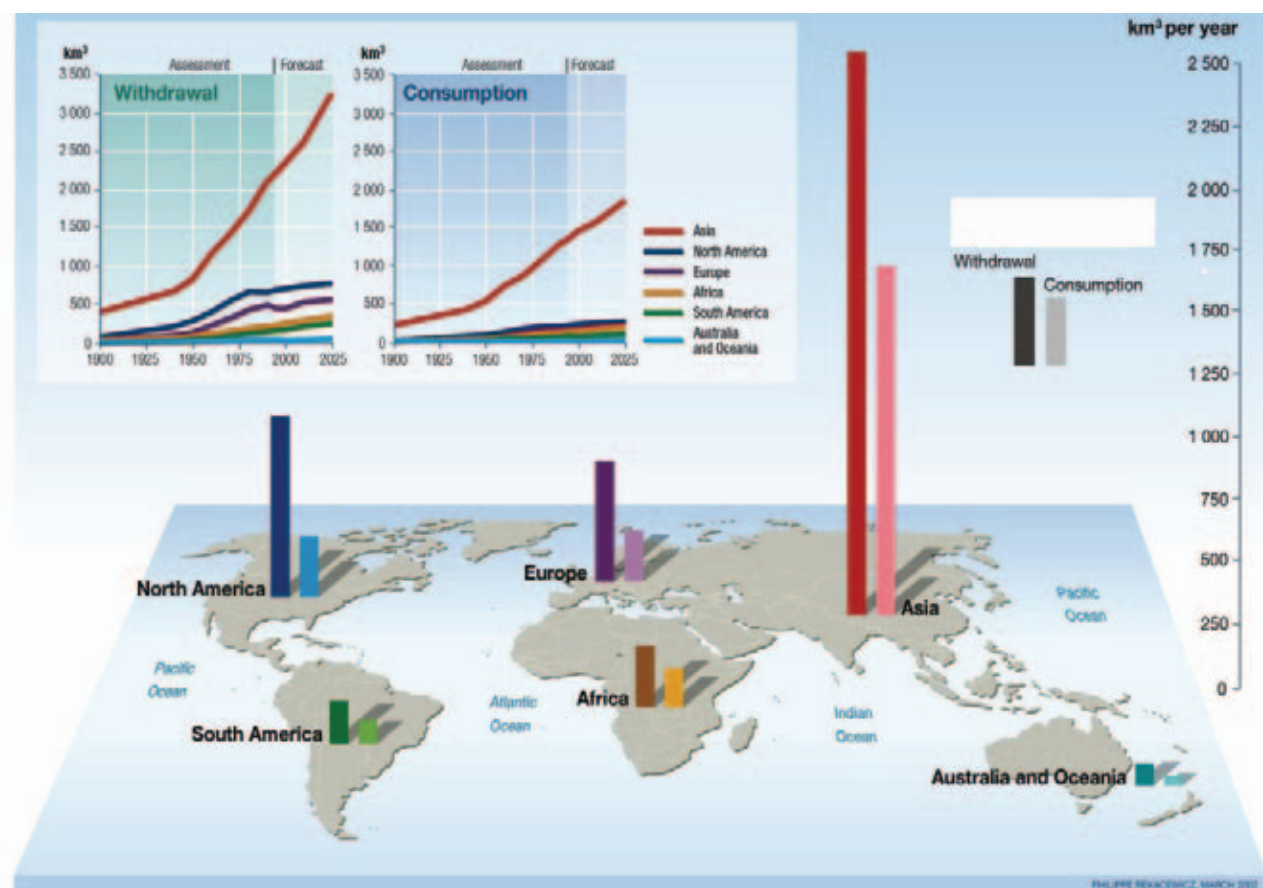 km³ per year
km³
Assessment
Forecast
Withdrawal
3 500
3 000
2 500
2 000
1 500
1 000
500
0
1900
1925
1950
1975
2000
2025
km³
Assessment
Forecast
Consumption
3 500
3 000
2 500
2 000
1 500
1 000
500
0
1900
1925
1950
1975
2000
2025
Asia
North America
Europe
Africa
South America
Australia
and Oceania
2 500
2 250
2 000
1 750
1 500
1 250
1 000
750
500
250
0
Withdrawal
Consumption
North America
Europe
Asia
Pacific
Ocean
Pacific
Ocean
South America
Atlantic
Ocean
Africa
Indian
Ocean
Australia and Oceania
PHILIPPE REKACEWICZ, MARCH 2002